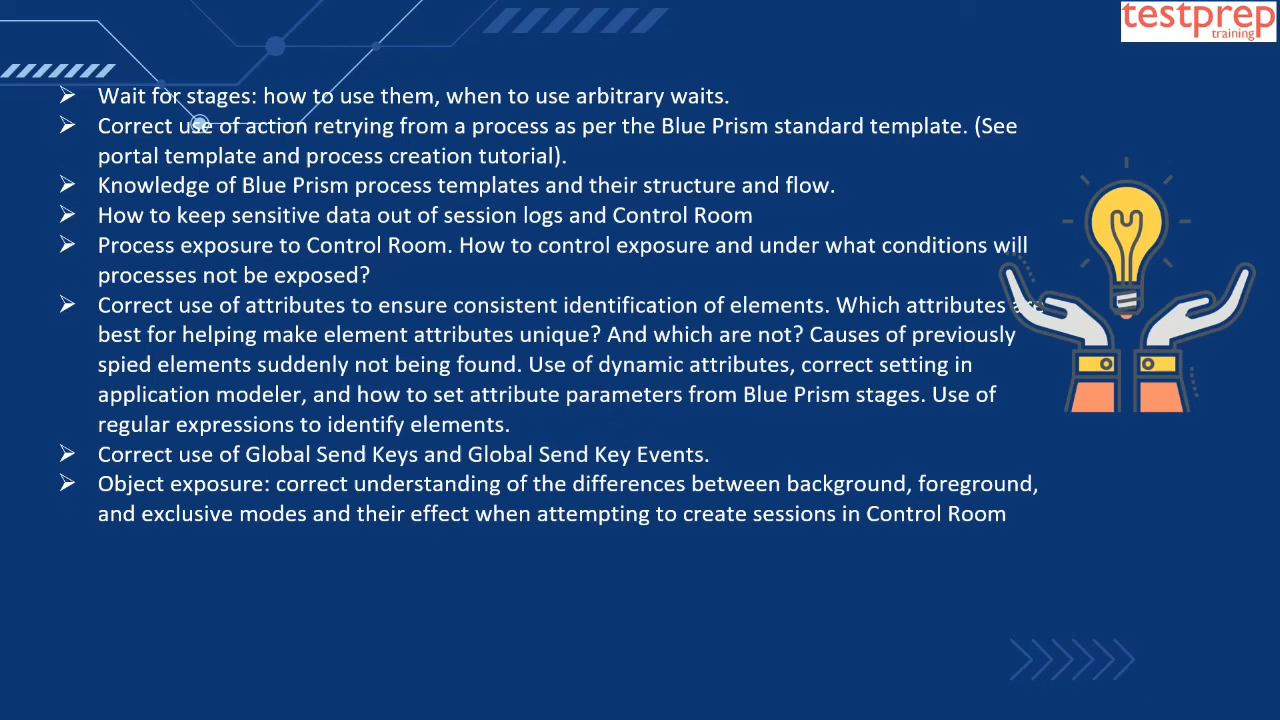 testprep
training
➢ Wait for stages: how to use them, when to use arbitrary waits.
➢ Correct use of action retrying from a process as per the Blue Prism standard template. (See
portal template and process creation tutorial).
➢ Knowledge of Blue Prism process templates and their structure and flow.
➢ How to keep sensitive data out of session logs and Control Room
➢ Process exposure to Control Room. How to control exposure and under what conditions will
processes not be exposed?
➢ Correct use of attributes to ensure consistent identification of elements. Which attributes are
best for helping make element attributes unique? And which are not? Causes of previously
spied elements suddenly not being found. Use of dynamic attributes, correct setting in
application modeler, and how to set attribute parameters from Blue Prism stages. Use of
regular expressions to identify elements.
➢ Correct use of Global Send Keys and Global Send Key Events.
➢ Object exposure: correct understanding of the differences between background, foreground,
and exclusive modes and their effect when attempting to create sessions in Control Room